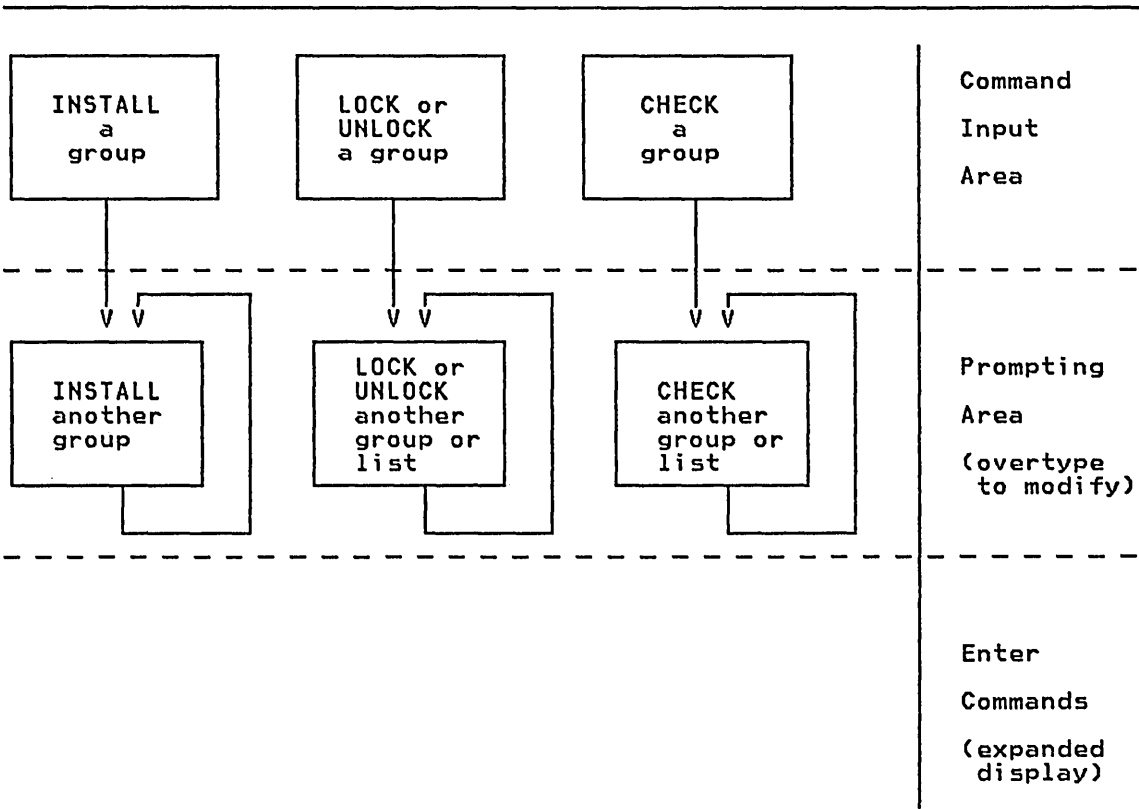 INSTALL
a
group
LOCK or
UNLOCK
a group
CHECK
a
group
Command
Input
Area
INSTALL
another
group
LOCK or
UNLOCK
another
group or
list
CHECK
another
group or
list
Prompting
Area
(overtype
to modify)
Enter
Commands
(expanded
display)